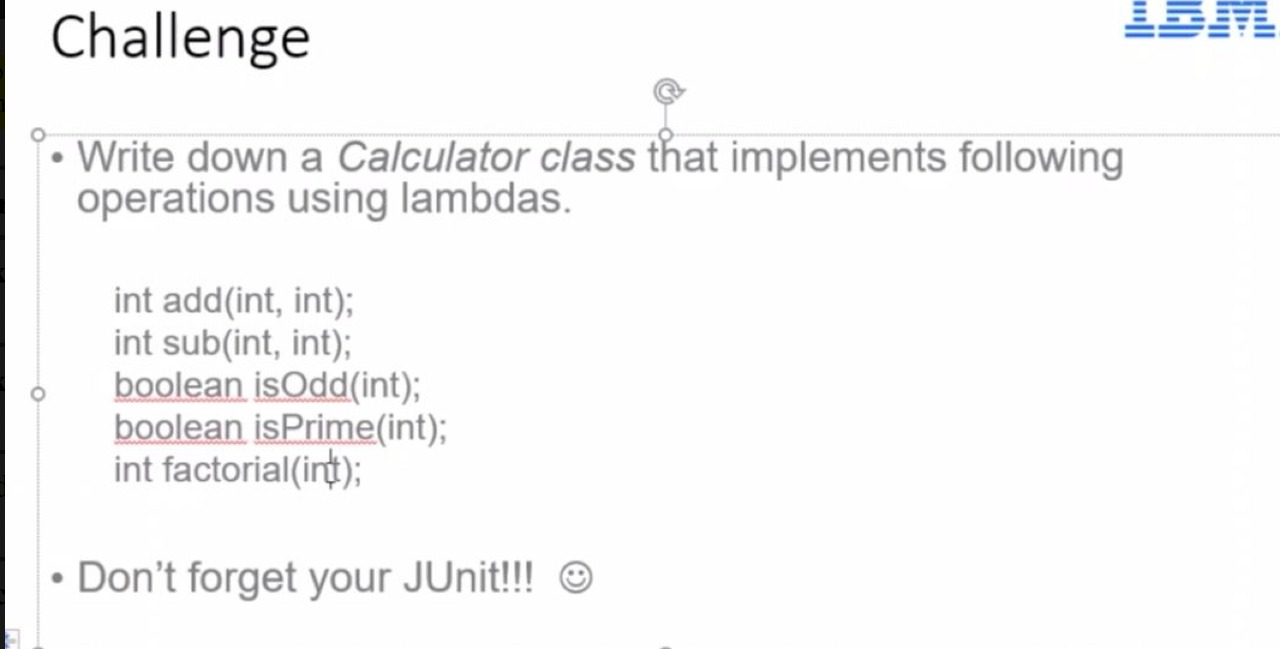 Challenge
IBM
• Write down a Calculator class that implements following
operations using lambdas.
int add(int, int);
int sub(int, int);
boolean isOdd(int);
boolean isPrime(int);
int factorial(int);
• Don't forget your JUnit!!! ☺